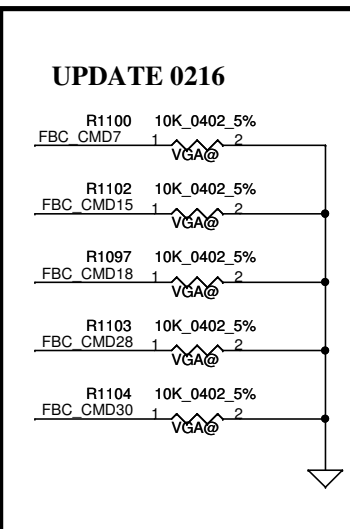 UPDATE 0216
R1100 10K_0402_5%
FBC_CMD7 1 2
VGA@
R1102 10K_0402_5%
FBC_CMD15 1 2
VGA@
R1097 10K_0402_5%
FBC_CMD18 1 2
VGA@
R1103 10K_0402_5%
FBC_CMD28 1 2
VGA@
R1104 10K_0402_5%
FBC_CMD30 1 2
VGA@